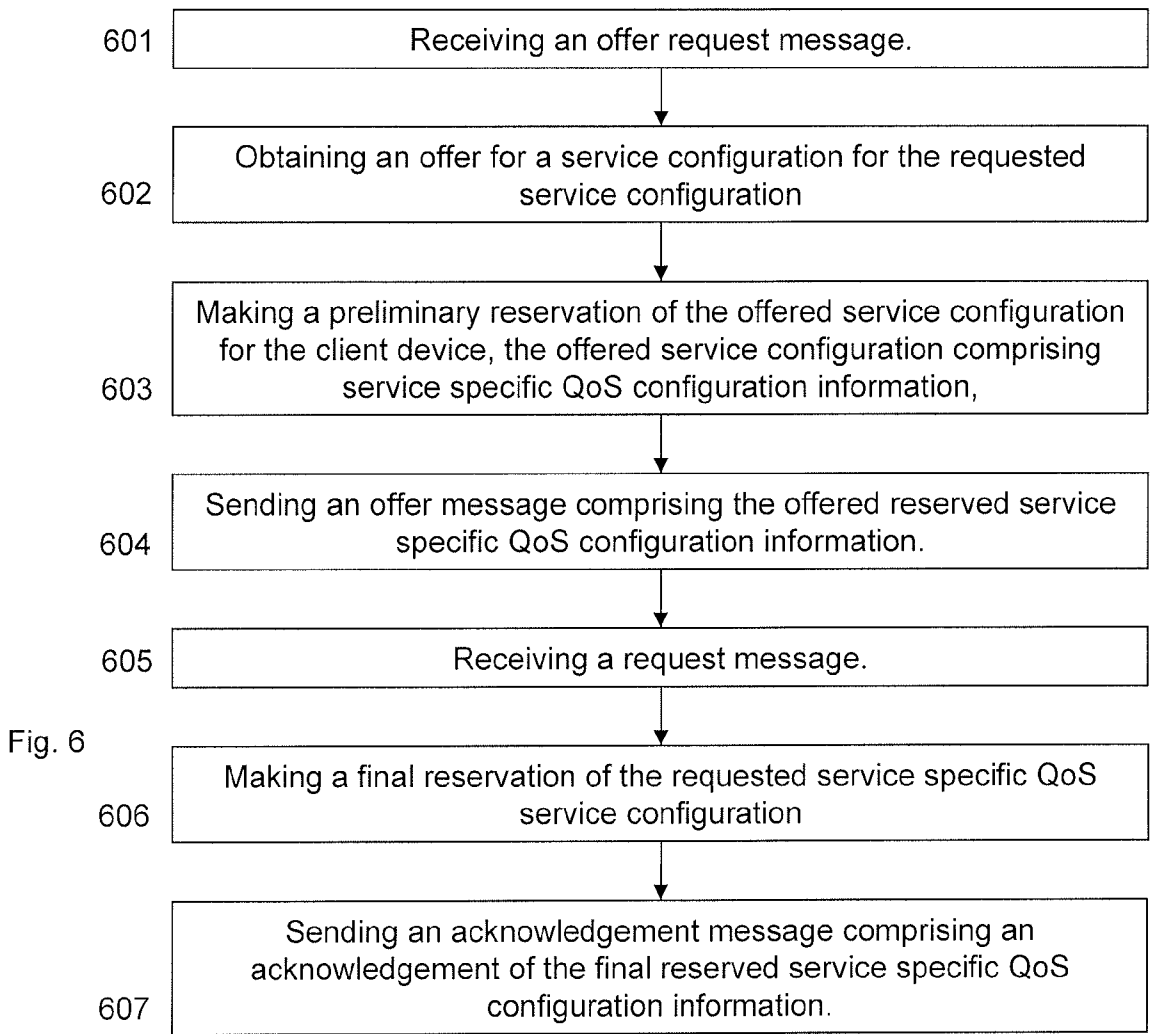 601
Receiving an offer request message.
Obtaining an offer for a service configuration for the requested
service configuration
602
Making a preliminary reservation of the offered service configuration
for the client device, the offered service configuration comprising
service specific QoS configuration information,
603
Sending an offer message comprising the offered reserved service
specific QoS configuration information.
604
605
Receiving a request message.
Fig. 6
Making a final reservation of the requested service specific QoS
service configuration
606
Sending an acknowledgement message comprising an
acknowledgement of the final reserved service specific QoS
configuration information.
607